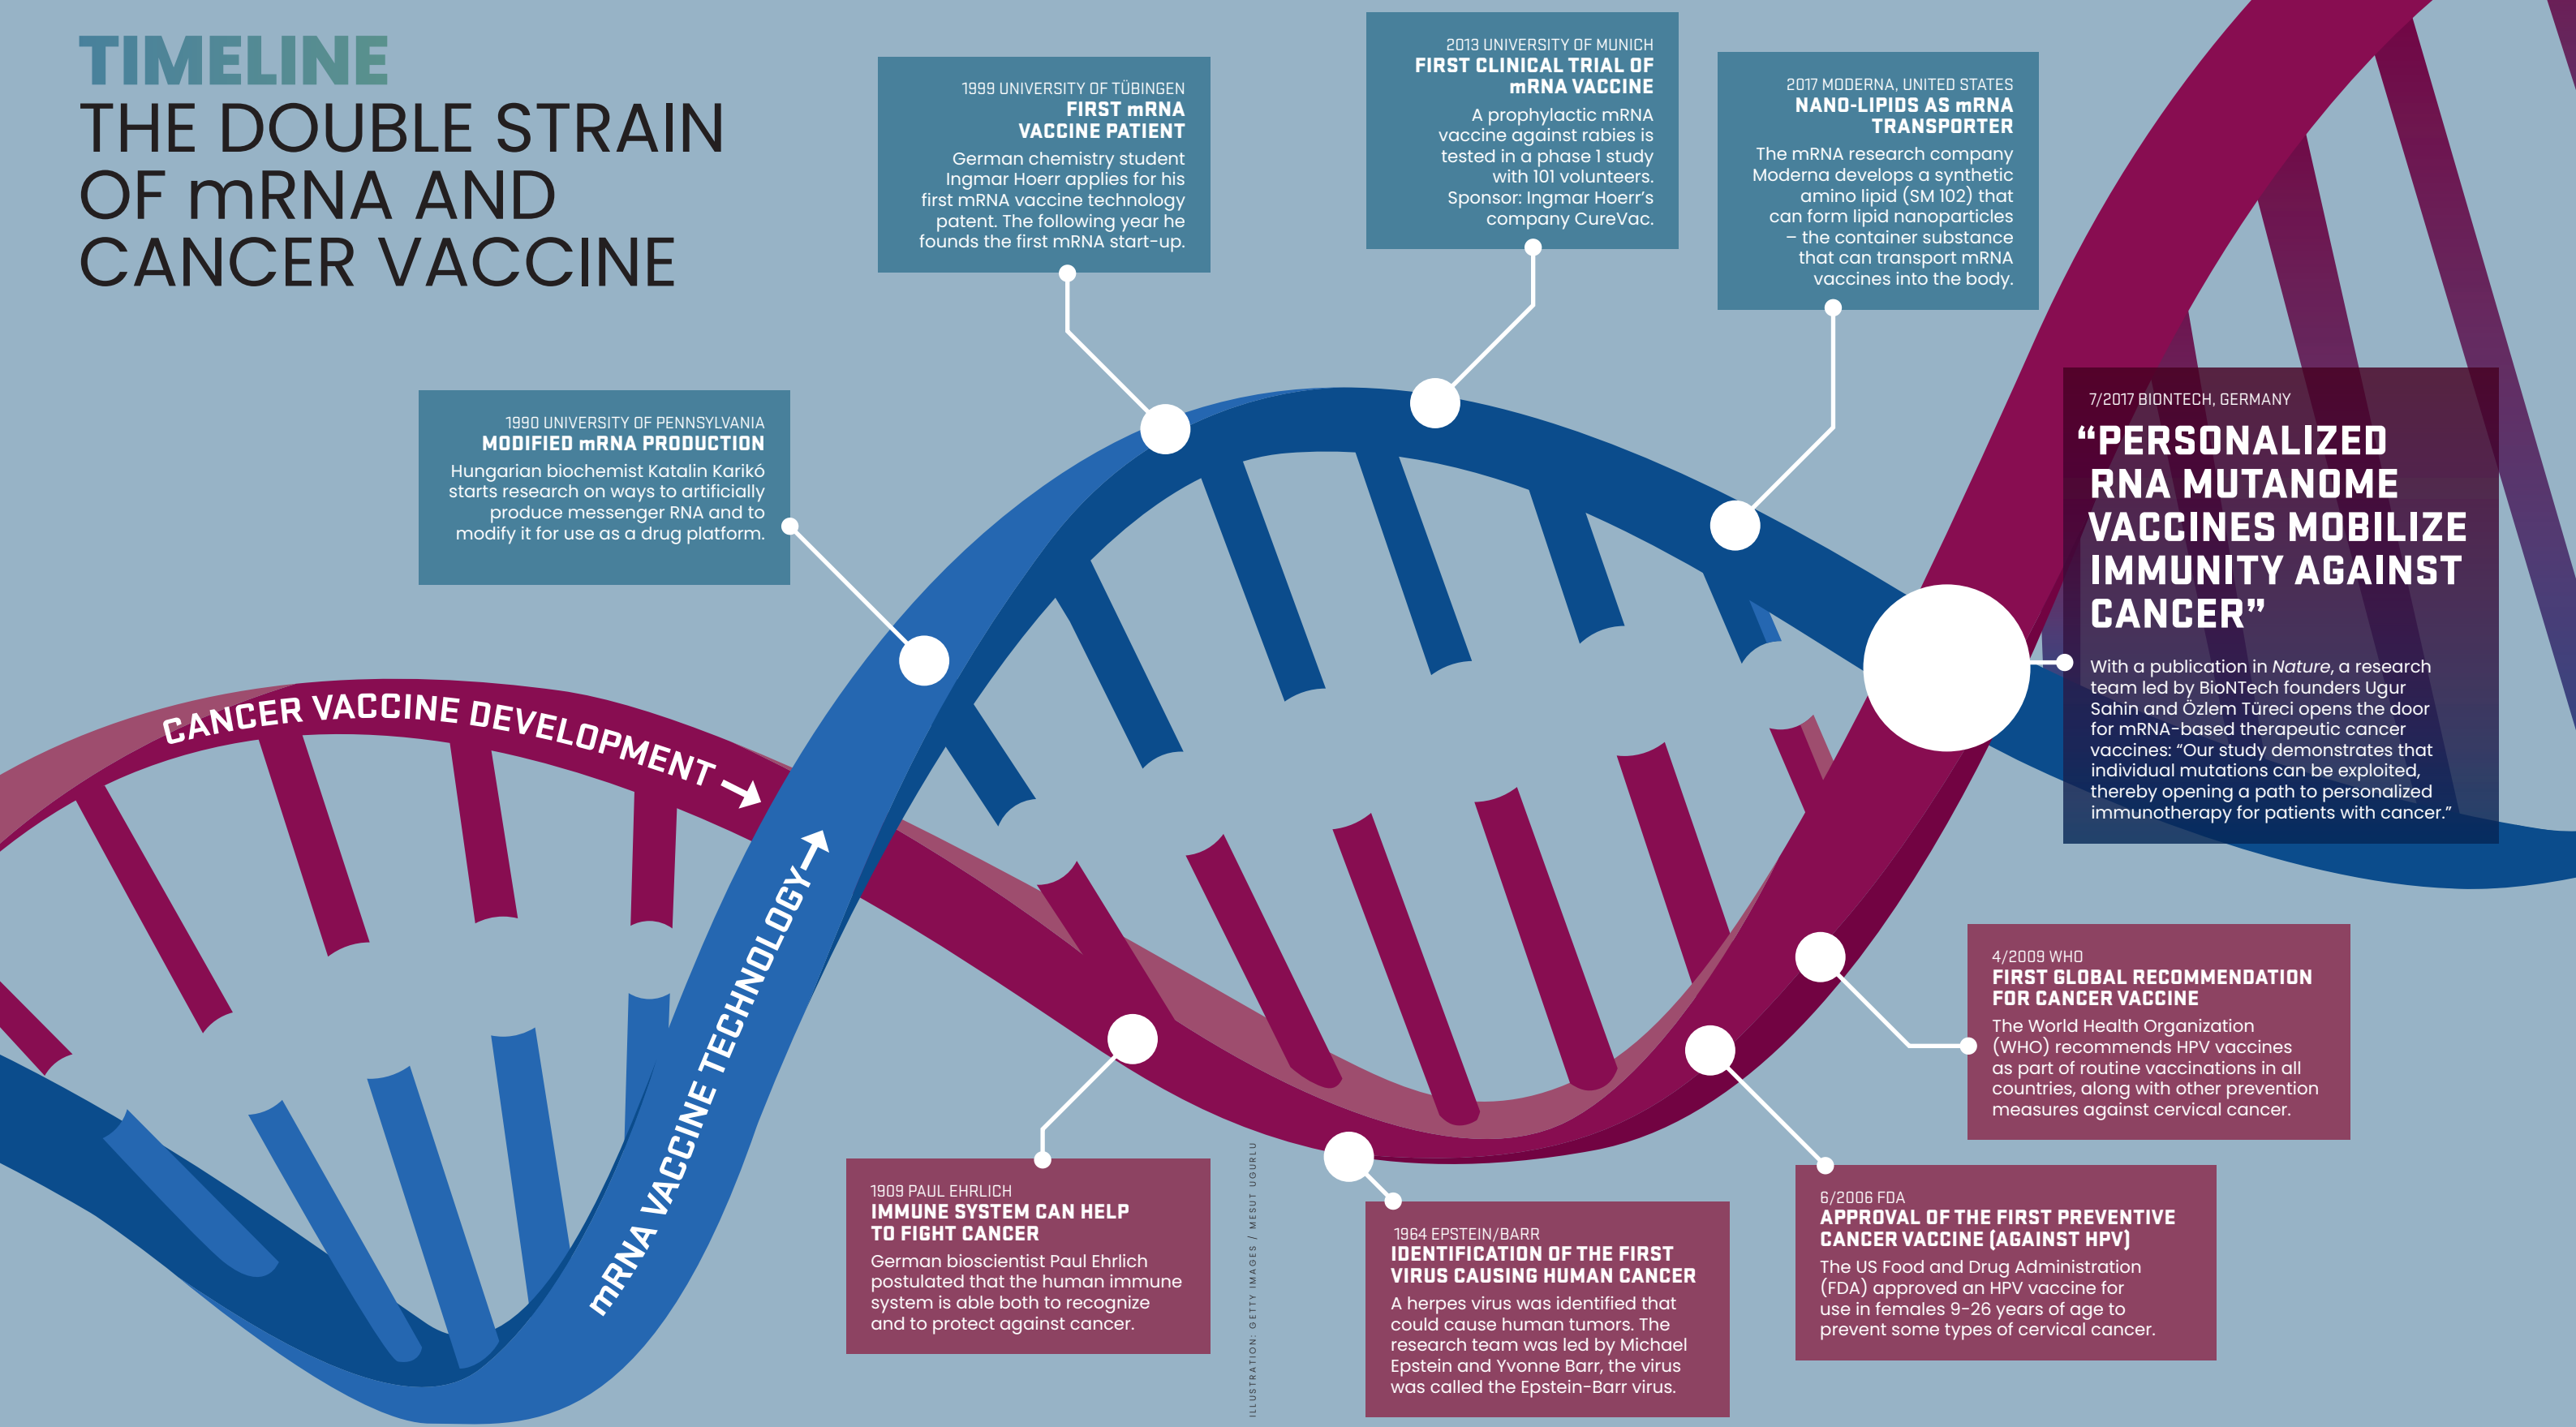 TIMELINE
THE DOUBLE STRAIN
OF mRNA AND
CANCER VACCINE
1990 UNIVERSITY OF PENNSYLVANIA
MODIFIED mRNA PRODUCTION
Hungarian biochemist Katalin Karikó
starts research on ways to artificially
produce messenger RNA and to
modify it for use as a drug platform.
1999 UNIVERSITY OF TÜBINGEN
FIRST mRNA
VACCINE PATIENT
German chemistry student
Ingmar Hoerr applies for his
first mRNA vaccine technology
patent. The following year he
founds the first mRNA start-up.
2013 UNIVERSITY OF MUNICH
FIRST CLINICAL TRIAL OF
mRNA VACCINE
A prophylactic mRNA
vaccine against rabies is
tested in a phase 1 study
with 101 volunteers.
Sponsor: Ingmar Hoerr's
company CureVac.
2017 MODERNA, UNITED STATES
NANO-LIPIDS AS mRNA
TRANSPORTER
The mRNA research company
Moderna develops a synthetic
amino lipid (SM 102) that
can form lipid nanoparticles
– the container substance
that can transport mRNA
vaccines into the body.
7/2017 BIONTECH, GERMANY
“PERSONALIZED
RNA MUTANOME
VACCINES MOBILIZE
IMMUNITY AGAINST
CANCER”
With a publication in Nature, a research
team led by BioNTech founders Ugur
Sahin and Özlem Türeci opens the door
for mRNA-based therapeutic cancer
vaccines: “Our study demonstrates that
individual mutations can be exploited,
thereby opening a path to personalized
immunotherapy for patients with cancer.”
CANCER VACCINE DEVELOPMENT →
mRNA VACCINE TECHNOLOGY →
1909 PAUL EHRLICH
IMMUNE SYSTEM CAN HELP
TO FIGHT CANCER
German bioscientist Paul Ehrlich
postulated that the human immune
system is able both to recognize
and to protect against cancer.
ILLUSTRATION: GETTY IMAGES / MESUT UGURLU
1964 EPSTEIN/BARR
IDENTIFICATION OF THE FIRST
VIRUS CAUSING HUMAN CANCER
A herpes virus was identified that
could cause human tumors. The
research team was led by Michael
Epstein and Yvonne Barr, the virus
was called the Epstein-Barr virus.
6/2006 FDA
APPROVAL OF THE FIRST PREVENTIVE
CANCER VACCINE (AGAINST HPV)
The US Food and Drug Administration
(FDA) approved an HPV vaccine for
use in females 9-26 years of age to
prevent some types of cervical cancer.
4/2009 WHO
FIRST GLOBAL RECOMMENDATION
FOR CANCER VACCINE
The World Health Organization
(WHO) recommends HPV vaccines
as part of routine vaccinations in all
countries, along with other prevention
measures against cervical cancer.